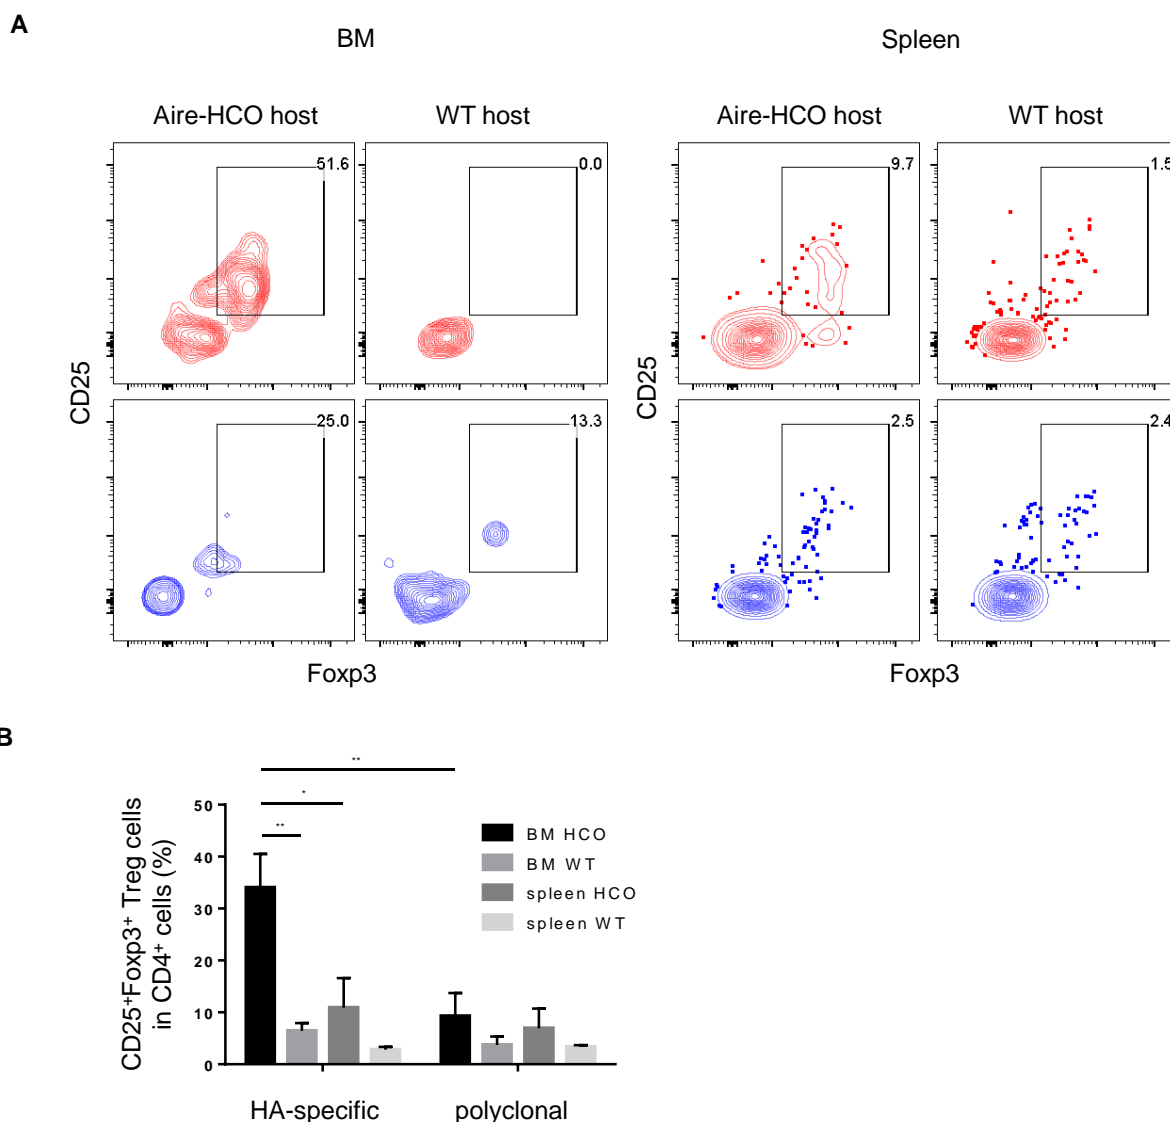 A
BM
Spleen
Aire-HCO host
WT host
Aire-HCO host
WT host
51.6
0.0
9.7
1.5
CD25
CD25
25.0
13.3
2.5
2.4
Foxp3
Foxp3
B
**
*
**
CD25+Foxp3+ Treg cells
in CD4+ cells (%)
50
40
30
20
10
0
BM HCO
BM WT
spleen HCO
spleen WT
HA-specific
polyclonal